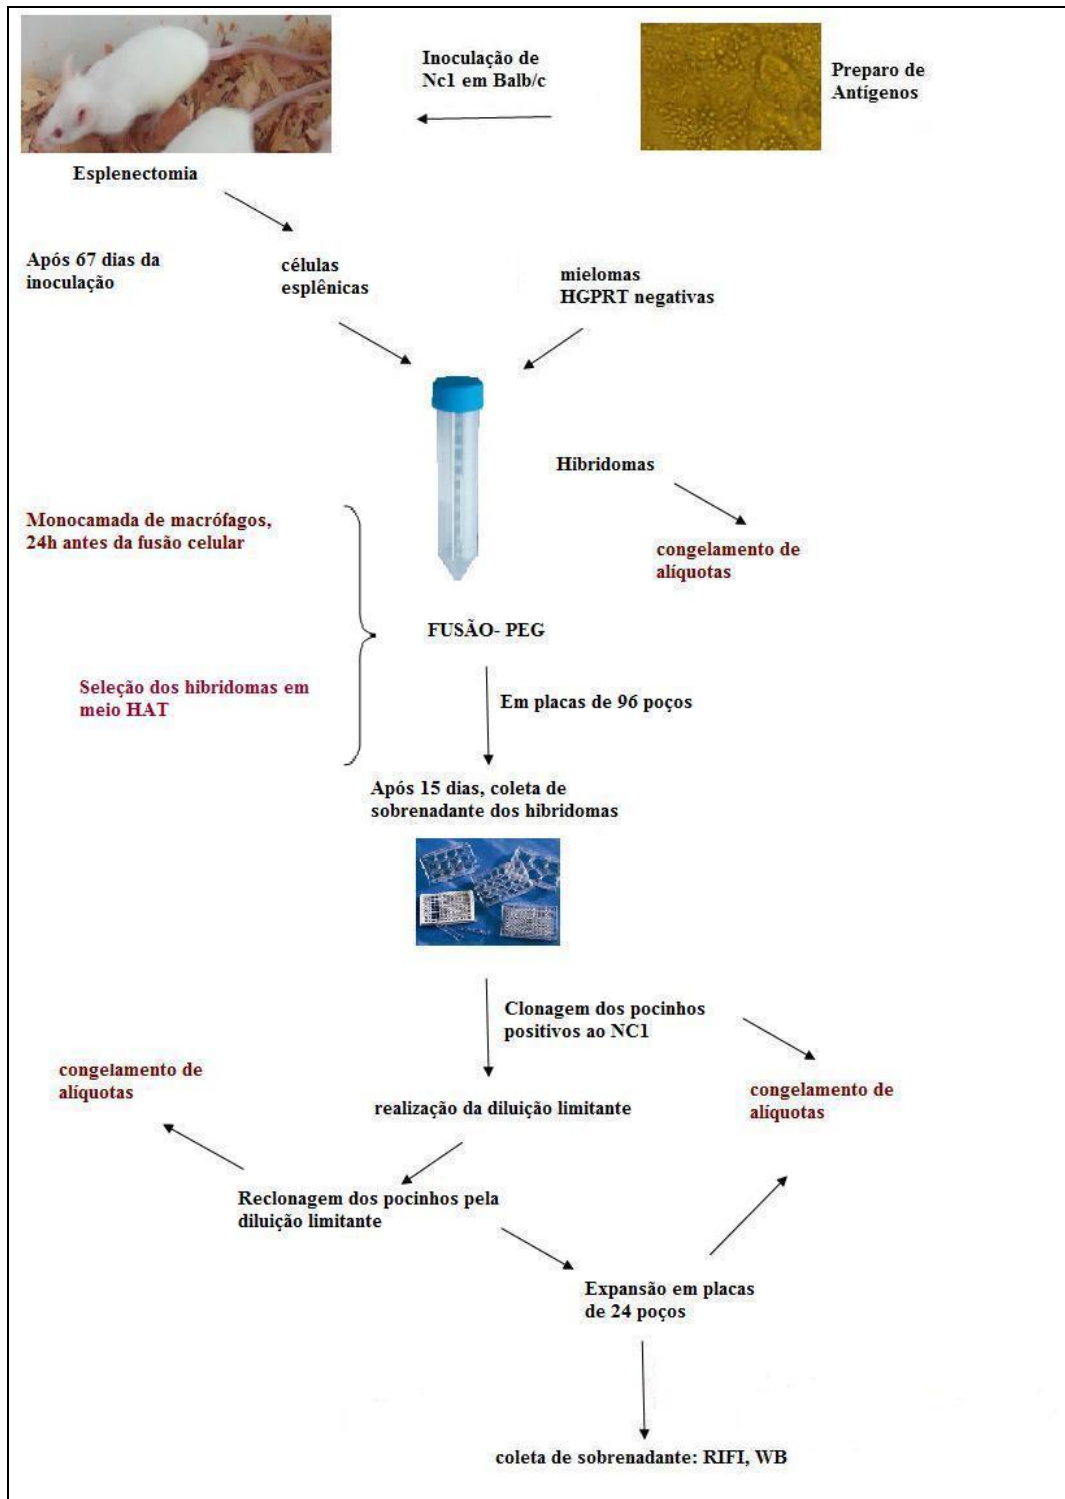 Inoculação de
Nc1 em Balb/c
Preparo de
Antígenos
Esplenectomia
Após 67 dias da
inoculação
células
esplênicas
mielomas
HGPRT negativas
Hibridomas
Monocamada de macrófagos,
24h antes da fusão celular
congelamento de
alíquotas
FUSÃO- PEG
Seleção dos hibridomas em
meio HAT
Em placas de 96 poços
Após 15 dias, coleta de
sobrenadante dos hibridomas
Clonagem dos pocinhos
positivos ao NC1
congelamento de
alíquotas
congelamento de
alíquotas
realização da diluição limitante
Reclonagem dos pocinhos pela
diluição limitante
Expansão em placas
de 24 poços
coleta de sobrenadante: RIFI, WB